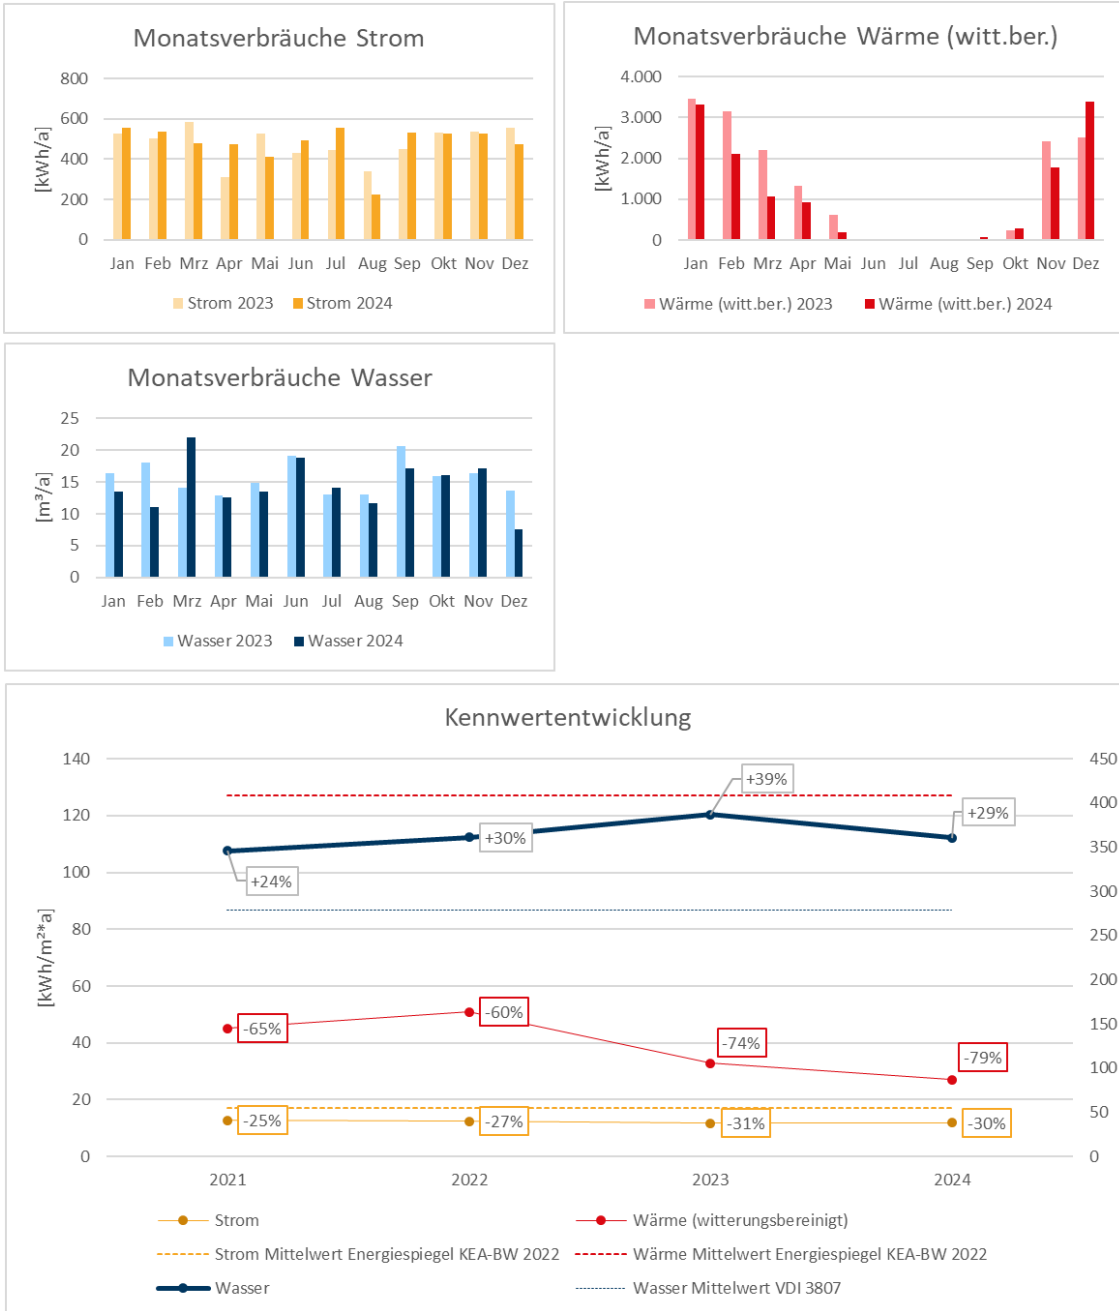 Monatsverbräuche Strom
[kWh/a]
800
600
400
200
0
Jan Feb Mrz Apr Mai Jun Jul Aug Sep Okt Nov Dez
Strom 2023 Strom 2024
Monatsverbräuche Wärme (witt.ber.)
[kWh/a]
4.000
3.000
2.000
1.000
0
Jan Feb Mrz Apr Mai Jun Jul Aug Sep Okt Nov Dez
Wärme (witt.ber.) 2023 Wärme (witt.ber.) 2024
Monatsverbräuche Wasser
[m³/a]
25
20
15
10
5
0
Jan Feb Mrz Apr Mai Jun Jul Aug Sep Okt Nov Dez
Wasser 2023 Wasser 2024
Kennwertentwicklung
[kWh/m²*a]
140
120
100
80
60
40
20
0
450
400
350
300
250
200
150
100
50
0
+24%
+30%
+39%
+29%
-65%
-60%
-74%
-79%
-25%
-27%
-31%
-30%
2021 2022 2023 2024
Strom Wärme (witterungsbereinigt)
Strom Mittelwert Energiespiegel KEA-BW 2022 Wärme Mittelwert Energiespiegel KEA-BW 2022
Wasser Wasser Mittelwert VDI 3807